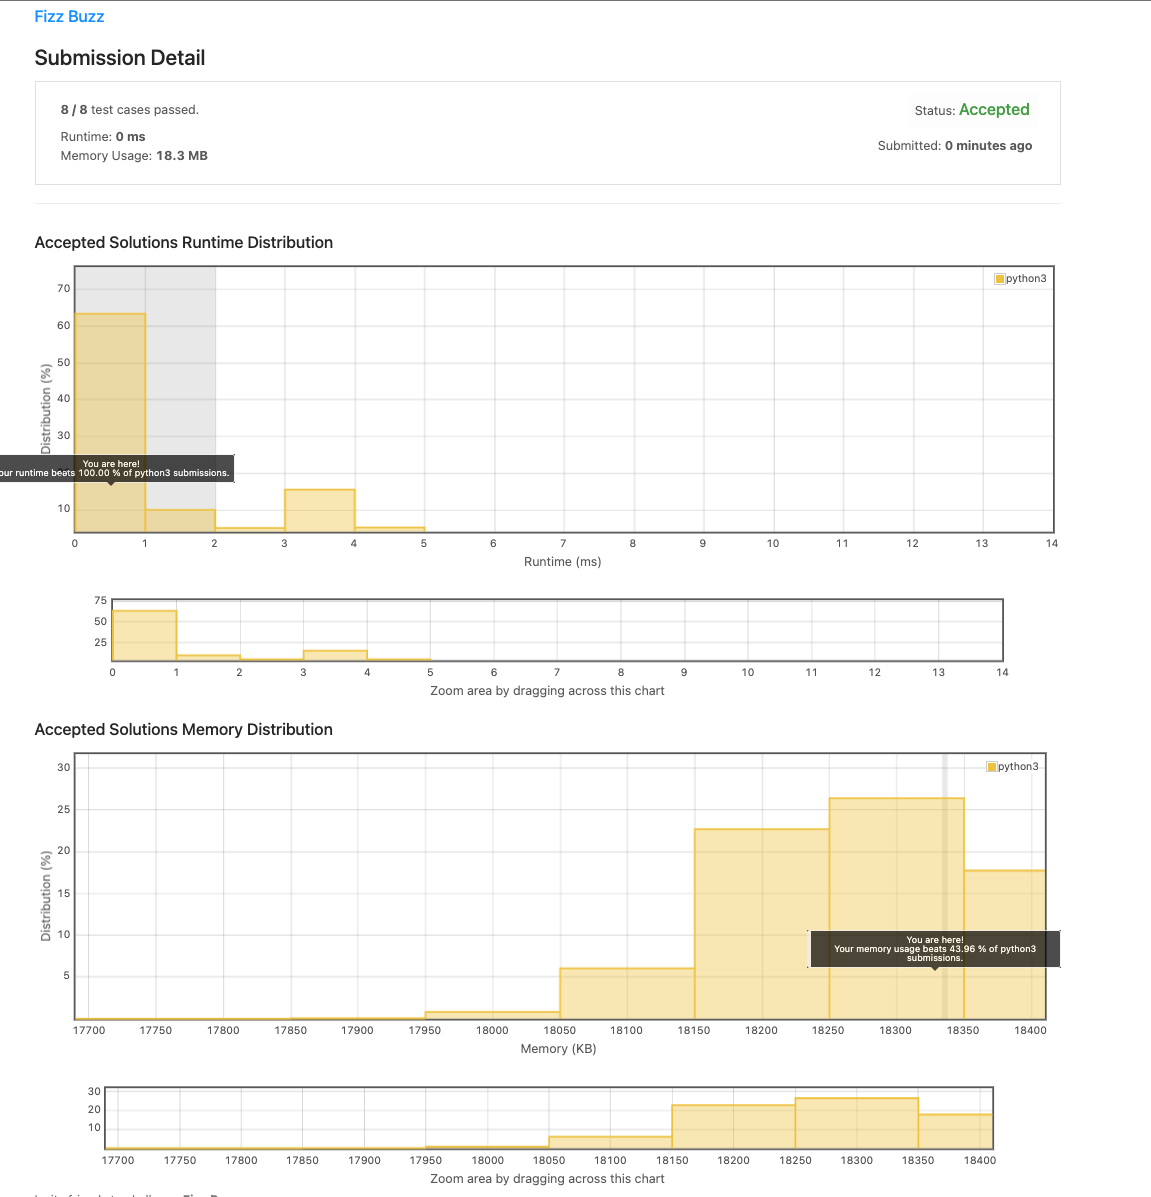 Fizz Buzz
Submission Detail
8 / 8 test cases passed.
Status: Accepted
Runtime: 0 ms
Memory Usage: 18.3 MB
Submitted: 0 minutes ago
Accepted Solutions Runtime Distribution
python3
70
60
50
40
30
10
Distribution (%)
You are here!
our runtime beats 100.00 % of python3 submissions.
0 1 2 3 4 5 6 7 8 9 10 11 12 13 14
Runtime (ms)
75
50
25
0 1 2 3 4 5 6 7 8 9 10 11 12 13 14
Zoom area by dragging across this chart
Accepted Solutions Memory Distribution
python3
30
25
20
15
10
5
Distribution (%)
You are here!
Your memory usage beats 43.96 % of python3
submissions.
17700 17750 17800 17850 17900 17950 18000 18050 18100 18150 18200 18250 18300 18350 18400
Memory (KB)
30
20
10
17700 17750 17800 17850 17900 17950 18000 18050 18100 18150 18200 18250 18300 18350 18400
Zoom area by dragging across this chart